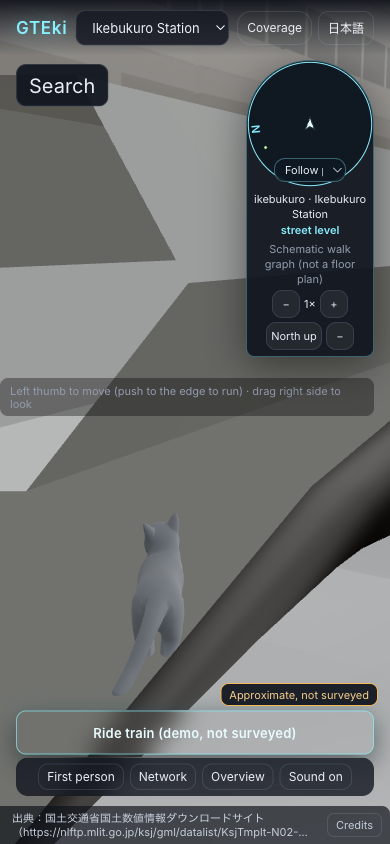 GTEki
Ikebukuro Station
Coverage
日本語
Search
N
Follow
ikebukuro · Ikebukuro
Station
street level
Schematic walk
graph (not a floor
plan)
− 1× +
North up −
Left thumb to move (push to the edge to run) · drag right side to
look
Approximate, not surveyed
Ride train (demo, not surveyed)
First person
Network
Overview
Sound on
出典：国土交通省国土数値情報ダウンロードサイト
（https://nlftp.mlit.go.jp/ksj/gml/datalist/KsjTmplt-N02-...
Credits